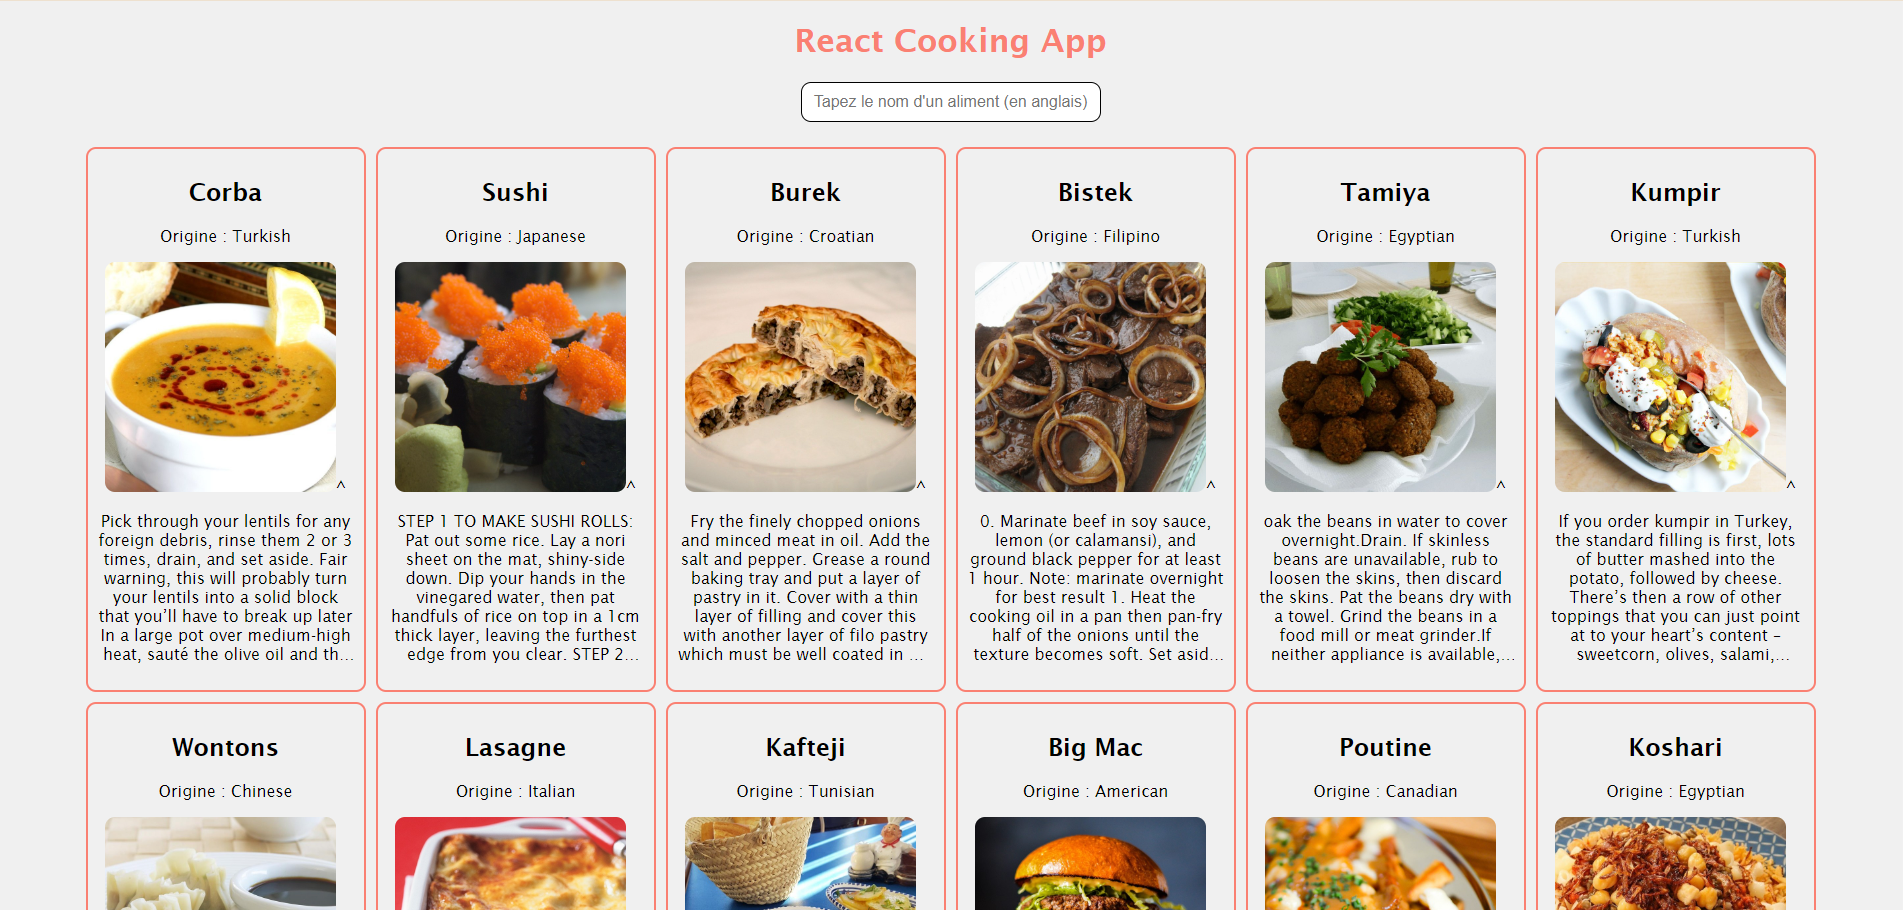 React Cooking App
Tapez le nom d'un aliment (en anglais)
Corba
Origine : Turkish
^
Pick through your lentils for any
foreign debris, rinse them 2 or 3
times, drain, and set aside. Fair
warning, this will probably turn
your lentils into a solid block
that you’ll have to break up later
In a large pot over medium-high
heat, sauté the olive oil and th...
Sushi
Origine : Japanese
^
STEP 1 TO MAKE SUSHI ROLLS:
Pat out some rice. Lay a nori
sheet on the mat, shiny-side
down. Dip your hands in the
vinegared water, then pat
handfuls of rice on top in a 1cm
thick layer, leaving the furthest
edge from you clear. STEP 2...
Burek
Origine : Croatian
^
Fry the finely chopped onions
and minced meat in oil. Add the
salt and pepper. Grease a round
baking tray and put a layer of
pastry in it. Cover with a thin
layer of filling and cover this
with another layer of filo pastry
which must be well coated in ...
Bistek
Origine : Filipino
^
0. Marinate beef in soy sauce,
lemon (or calamansi), and
ground black pepper for at least
1 hour. Note: marinate overnight
for best result 1. Heat the
cooking oil in a pan then pan-fry
half of the onions until the
texture becomes soft. Set asid...
Tamiya
Origine : Egyptian
^
oak the beans in water to cover
overnight.Drain. If skinless
beans are unavailable, rub to
loosen the skins, then discard
the skins. Pat the beans dry with
a towel. Grind the beans in a
food mill or meat grinder.If
neither appliance is available,...
Kumpir
Origine : Turkish
^
If you order kumpir in Turkey,
the standard filling is first, lots
of butter mashed into the
potato, followed by cheese.
There’s then a row of other
toppings that you can just point
at to your heart’s content –
sweetcorn, olives, salami,...
Wontons
Origine : Chinese
Lasagne
Origine : Italian
Kafteji
Origine : Tunisian
Big Mac
Origine : American
Poutine
Origine : Canadian
Koshari
Origine : Egyptian